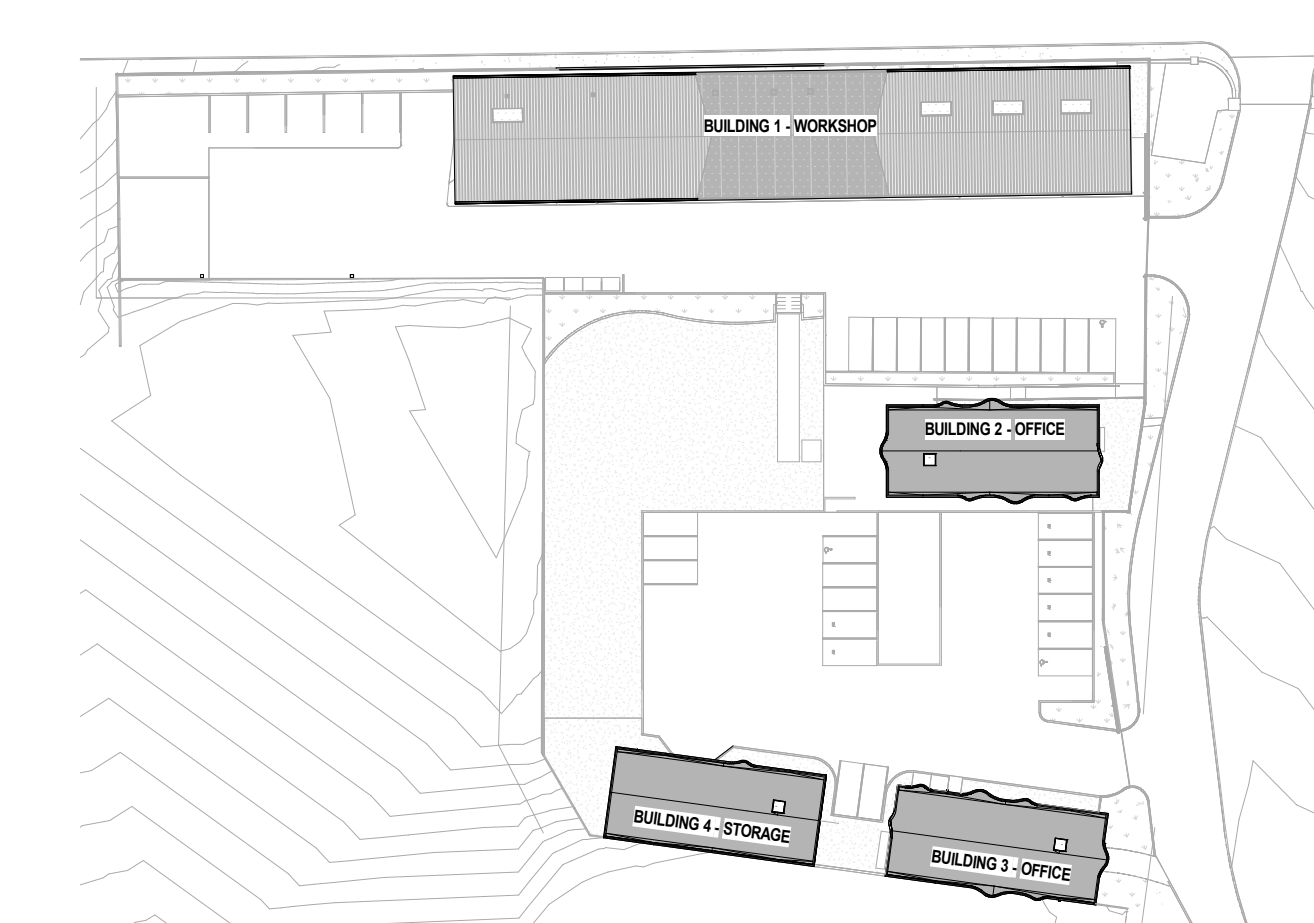 BUILDING 1 - WORKSHOP
BUILDING 2 - OFFICE
BUILDING 4 - STORAGE
BUILDING 3 - OFFICE